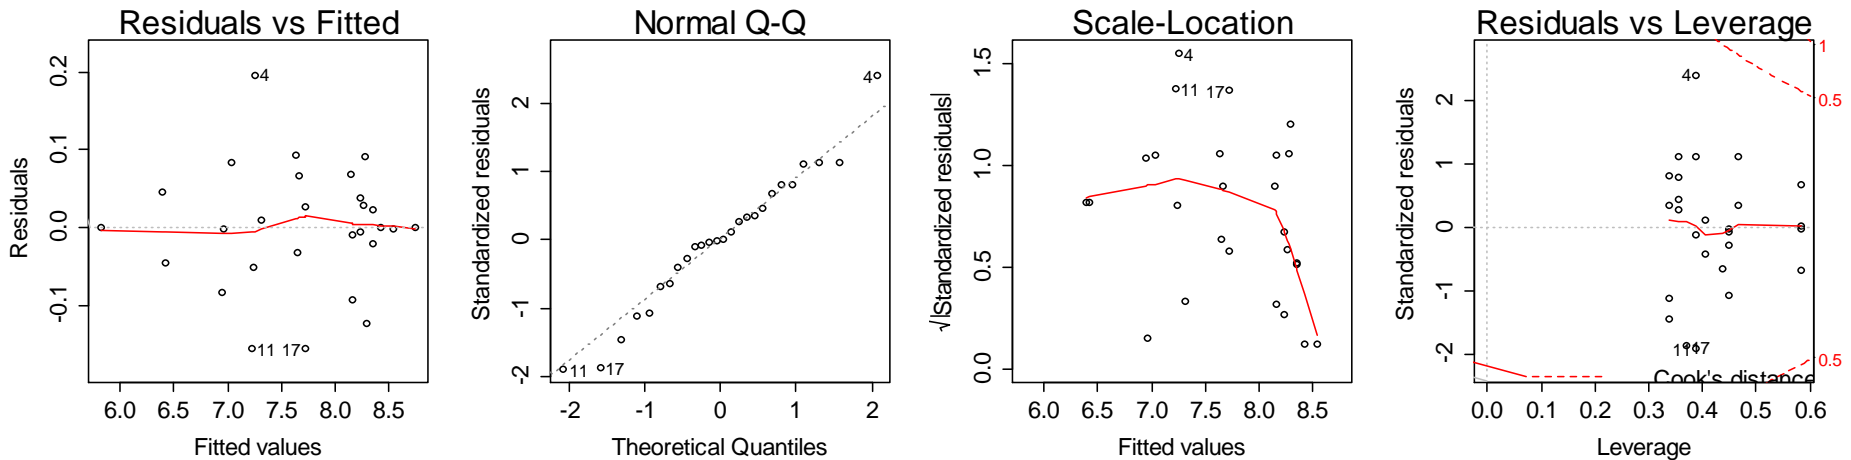 Residuals vs Fitted
Residuals
0.2
0.1
0.0
-0.1
4
11 17
6.0 6.5 7.0 7.5 8.0 8.5
Fitted values
Normal Q-Q
Standardized residuals
2
1
0
-1
-2
4
11 17
-2 -1 0 1 2
Theoretical Quantiles
Scale-Location
√|Standardized residuals|
1.5
1.0
0.5
0.0
4
11 17
6.0 6.5 7.0 7.5 8.0 8.5
Fitted values
Residuals vs Leverage
Standardized residuals
2
1
0
-1
-2
4
11 17
1
0.5
0.5
Cook's distance
0.0 0.1 0.2 0.3 0.4 0.5 0.6
Leverage